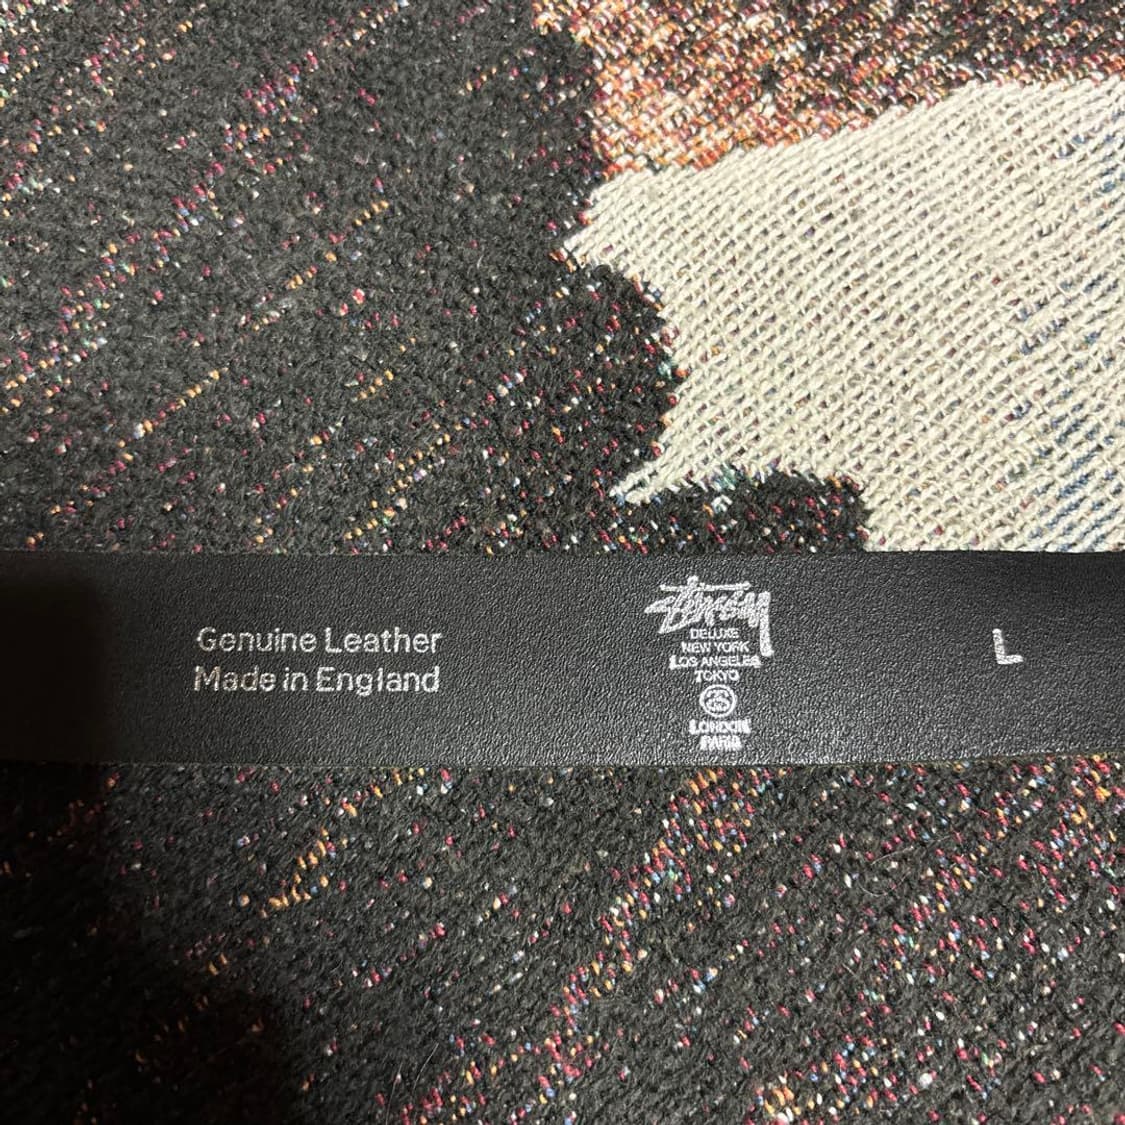 Genuine Leather
Made in England
STÜSSY
DELUXE
NEW YORK
LOS ANGELES
TOKYO
LONDON
PARIS
L